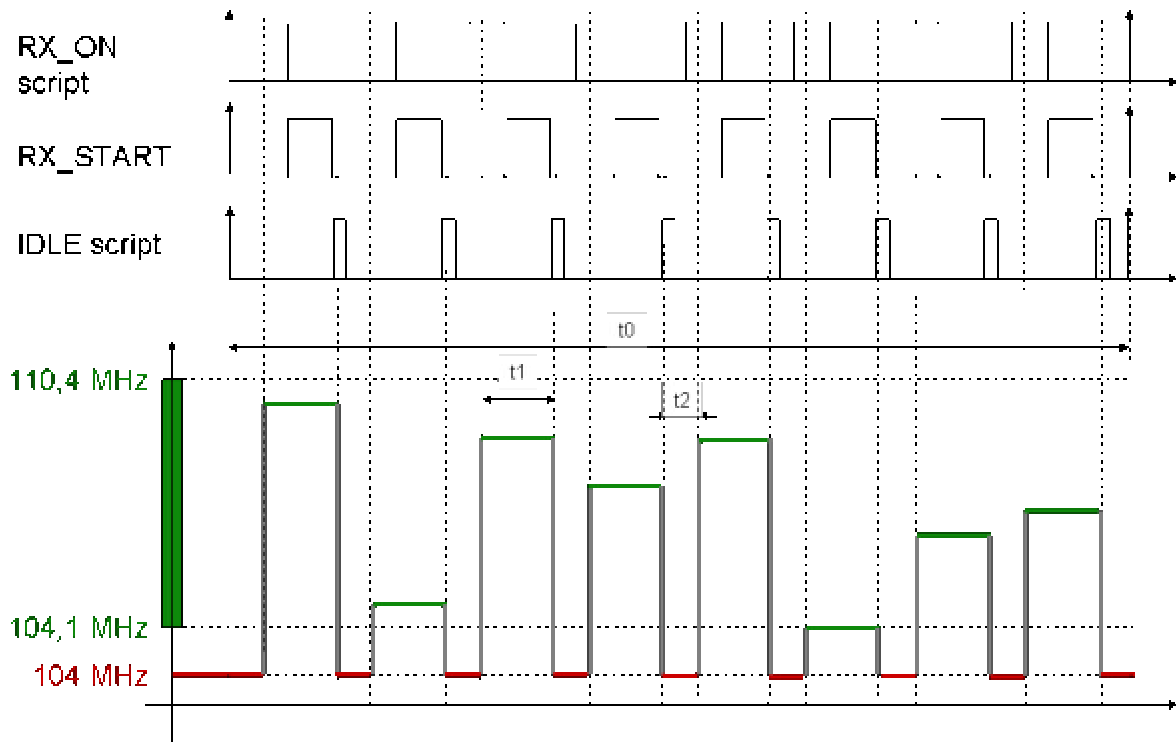 RX_ON
script
RX_START
IDLE script
t0
110,4 MHz
t1
t2
104,1 MHz
104 MHz